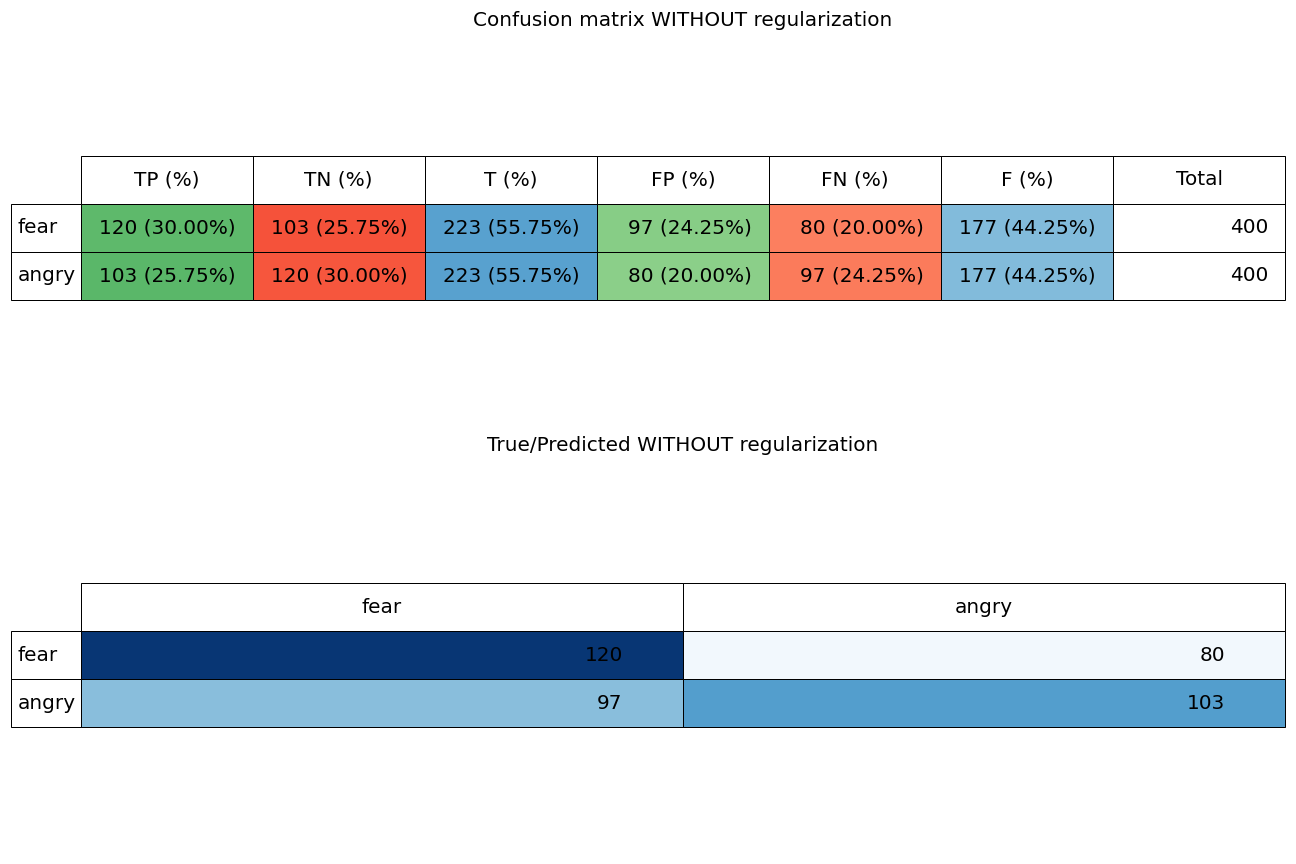 Confusion matrix WITHOUT regularization
TP (%) TN (%) T (%) FP (%) FN (%) F (%) Total
fear 120 (30.00%) 103 (25.75%) 223 (55.75%) 97 (24.25%) 80 (20.00%) 177 (44.25%) 400
angry 103 (25.75%) 120 (30.00%) 223 (55.75%) 80 (20.00%) 97 (24.25%) 177 (44.25%) 400
True/Predicted WITHOUT regularization
fear angry
fear 120 80
angry 97 103